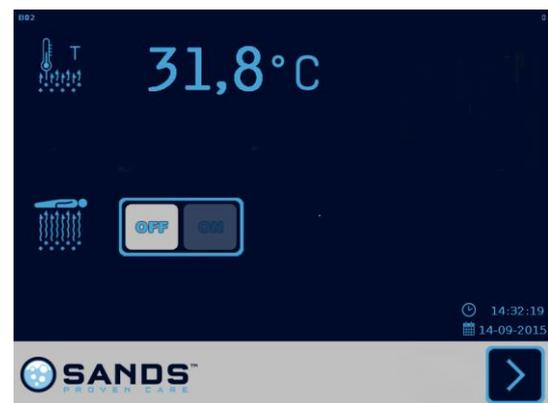 B02
0
T
31,8°C
OFF ON
14:32:19
14-09-2015
SANDS™
PROVEN CARE